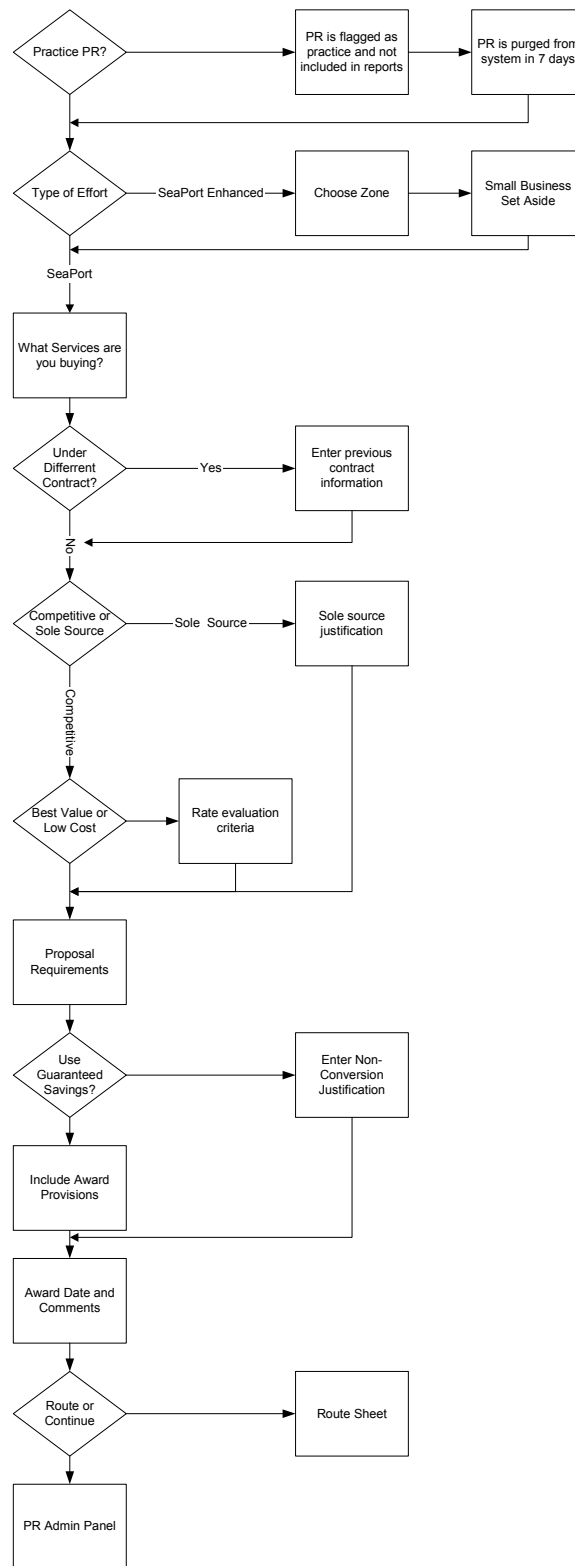 Practice PR?
PR is flagged as
practice and not
included in reports
PR is purged from
system in 7 days
Type of Effort
SeaPort Enhanced
Choose Zone
Small Business
Set Aside
SeaPort
What Services are
you buying?
Under
Different
Contract?
Yes
Enter previous
contract
information
No
Competitive or
Sole Source
Sole Source
Sole source
justification
Competitive
Best Value or
Low Cost
Rate evaluation
criteria
Proposal
Requirements
Use
Guaranteed
Savings?
Enter Non-
Conversion
Justification
Include Award
Provisions
Award Date and
Comments
Route or
Continue
Route Sheet
PR Admin Panel